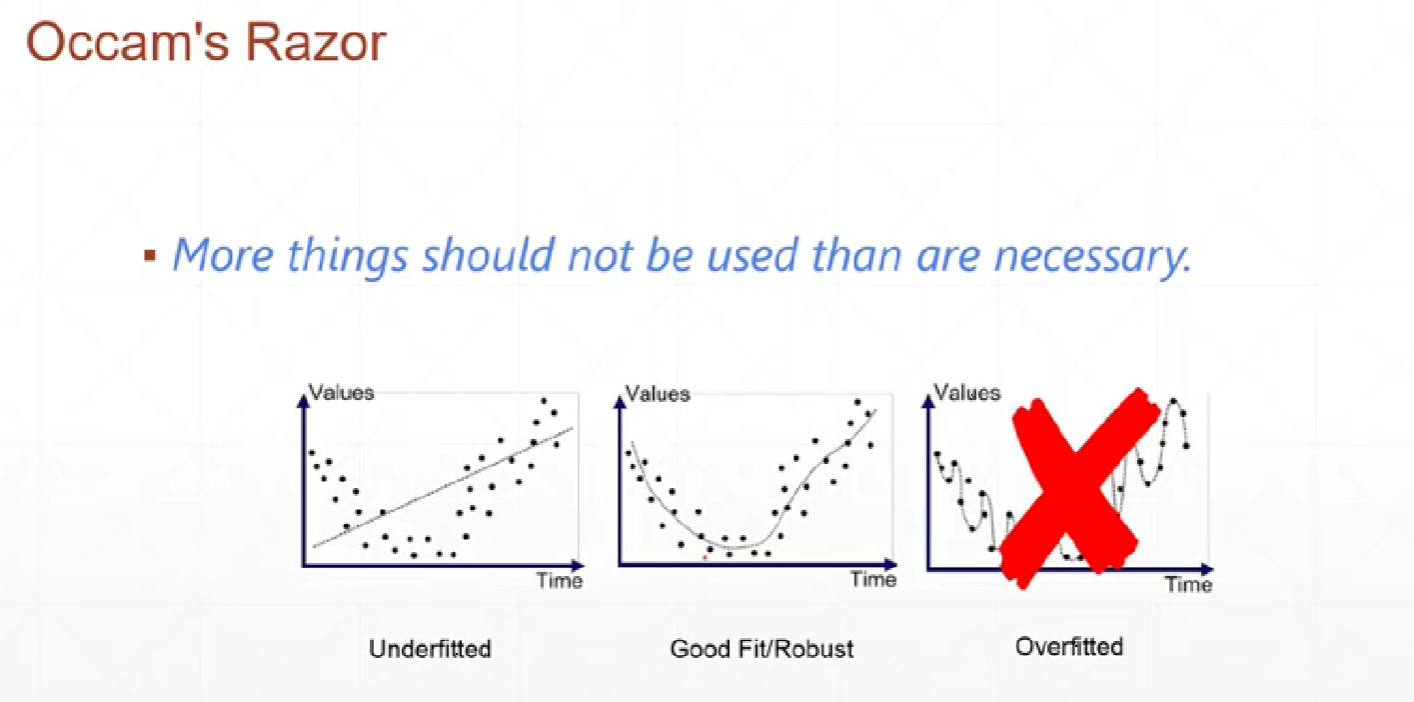 Occam's Razor
More things should not be used than are necessary.
Values
Time
Underfitted
Values
Time
Good Fit/Robust
Values
Time
Overfitted